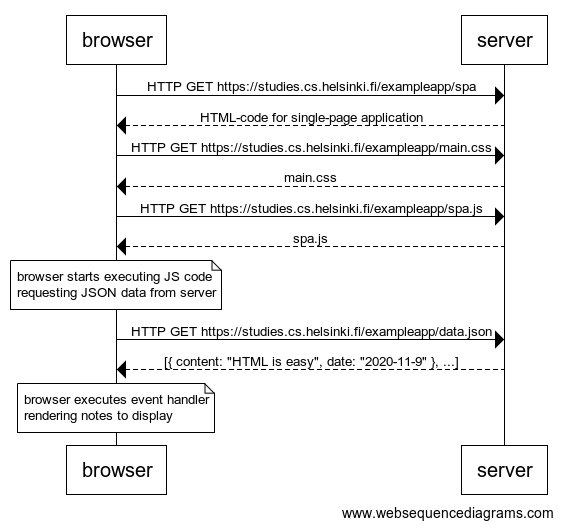 browser
server
HTTP GET https://studies.cs.helsinki.fi/exampleapp/spa
HTML-code for single-page application
HTTP GET https://studies.cs.helsinki.fi/exampleapp/main.css
main.css
HTTP GET https://studies.cs.helsinki.fi/exampleapp/spa.js
spa.js
browser starts executing JS code
requesting JSON data from server
HTTP GET https://studies.cs.helsinki.fi/exampleapp/data.json
[{ content: "HTML is easy", date: "2020-11-9" }, ...]
browser executes event handler
rendering notes to display
browser
server
www.websequencediagrams.com